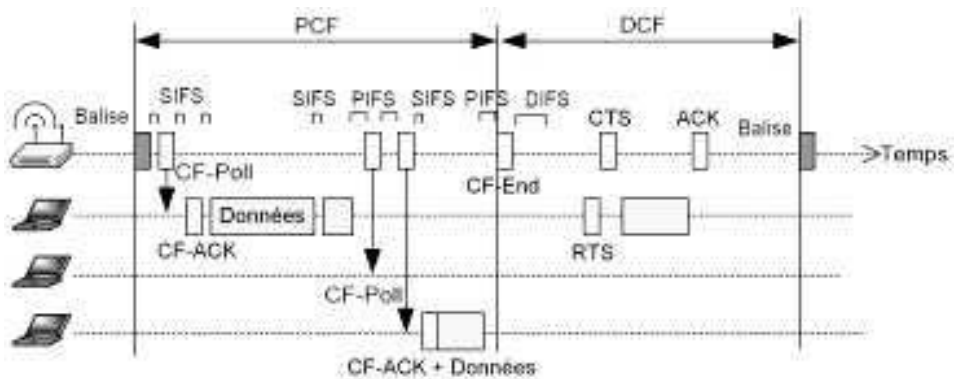 PCF
DCF
SIFS
SIFS
PIFS
SIFS
PIFS
DIFS
Balise
CTS
ACK
Balise
Temps
CF-Poll
CF-End
Données
CF-ACK
RTS
CF-Poll
CF-ACK + Données